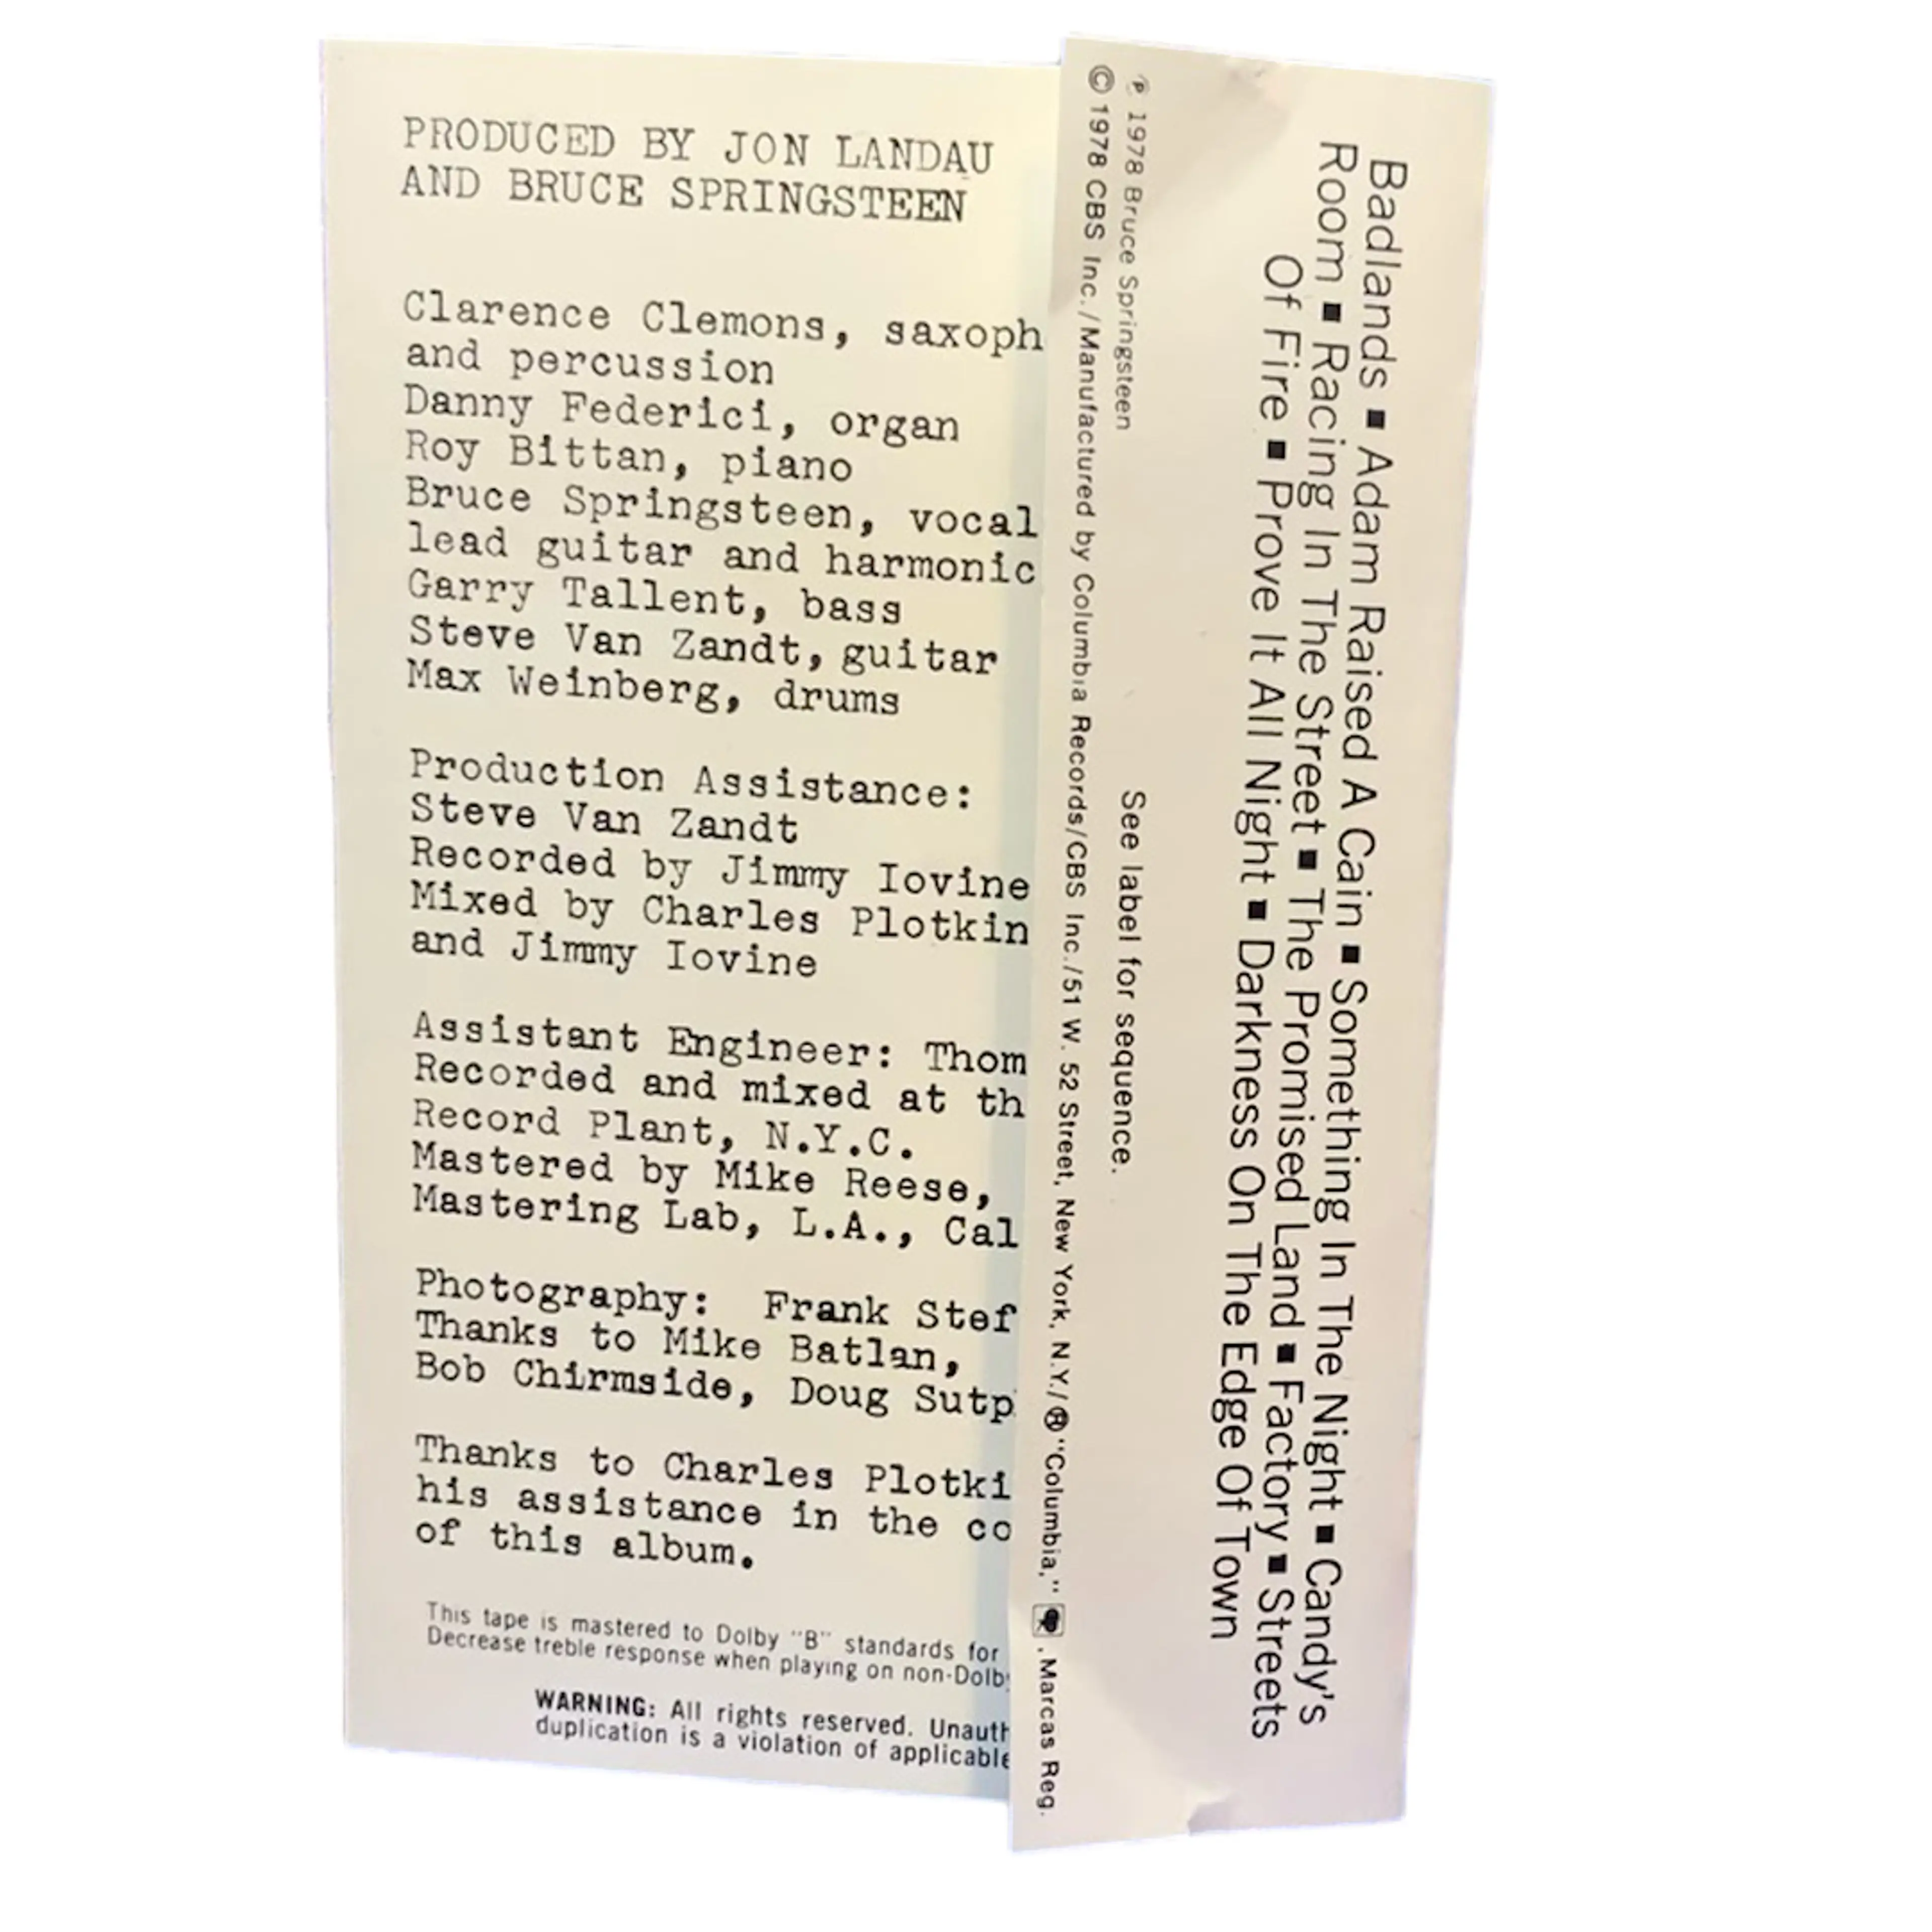 PRODUCED BY JON LANDAU
AND BRUCE SPRINGSTEEN
Clarence Clemons, saxoph
and percussion
Danny Federici, organ
Roy Bittan, piano
Bruce Springsteen, vocal
lead guitar and harmonic
Garry Tallent, bass
Steve Van Zandt, guitar
Max Weinberg, drums
Production Assistance:
Steve Van Zandt
Recorded by Jimmy Iovine
Mixed by Charles Plotkin
and Jimmy Iovine
Assistant Engineer: Thom
Recorded and mixed at th
Record Plant, N.Y.C.
Mastered by Mike Reese,
Mastering Lab, L.A., Cal
Photography: Frank Stef
Thanks to Mike Batlan,
Bob Chirmside, Doug Sutp
Thanks to Charles Plotki
his assistance in the co
of this album.
This tape is mastered to Dolby "B" standards for
Decrease treble response when playing on non-Dolby
WARNING: All rights reserved. Unauth
duplication is a violation of applicable
Badlands ■ Adam Raised A Cain ■ Something In The Night ■ Candy's
Room ■ Racing In The Street ■ The Promised Land ■ Factory ■ Streets
Of Fire ■ Prove It All Night ■ Darkness On The Edge Of Town
See label for sequence.
℗ 1978 Bruce Springsteen
© 1978 CBS Inc./Manufactured by Columbia Records/CBS Inc./51 W. 52 Street, New York, N.Y./® "Columbia," , Marcas Reg.